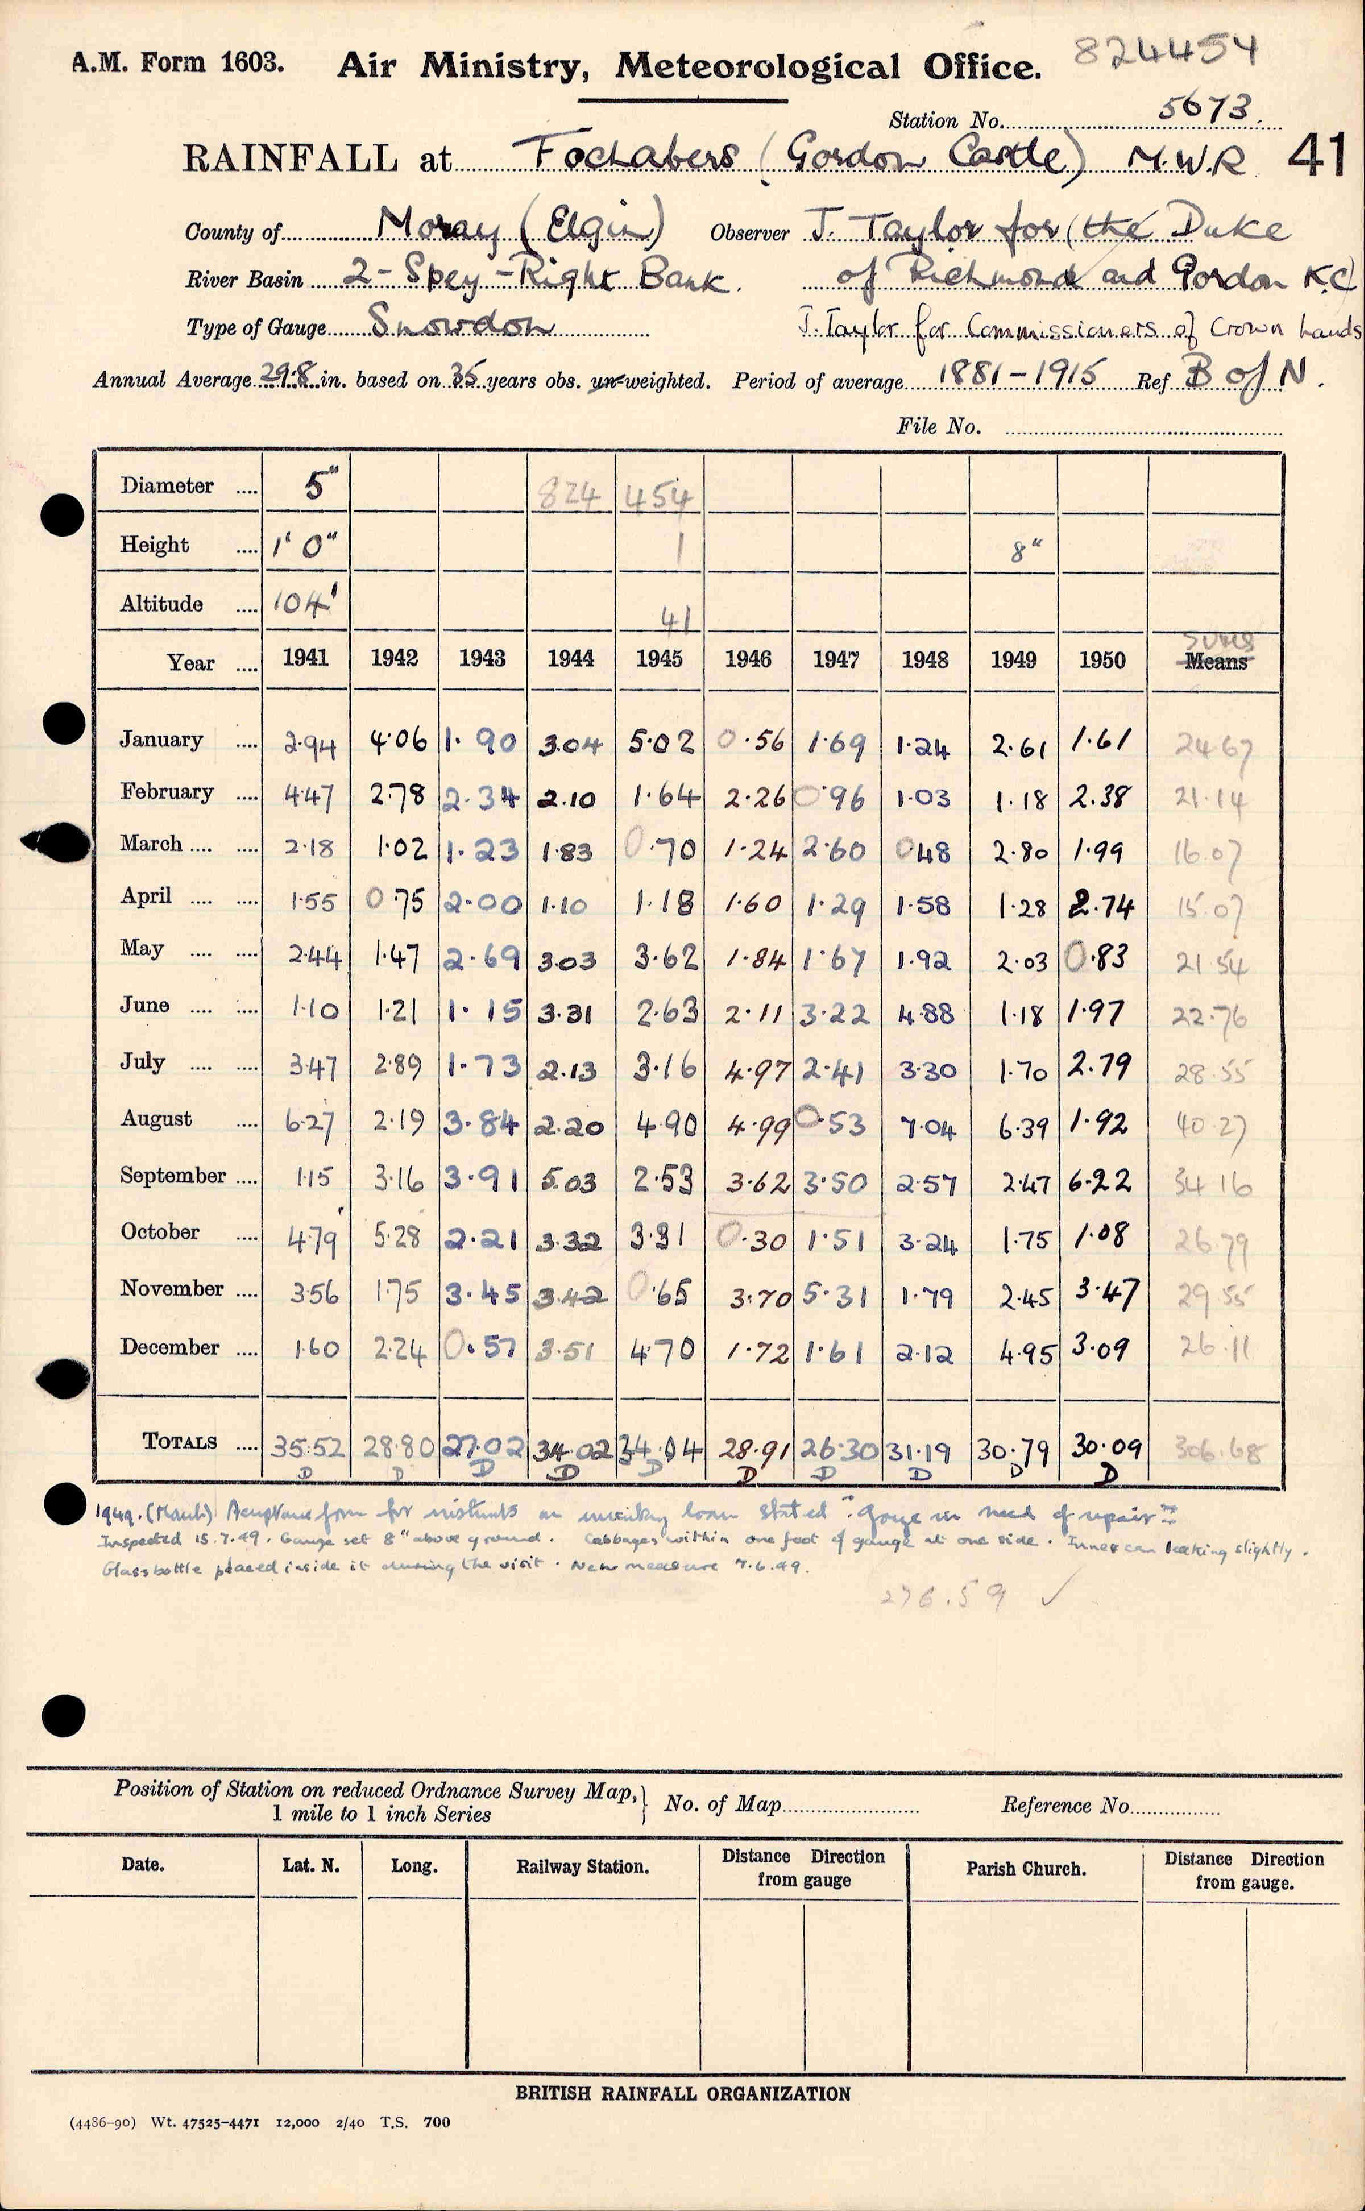 A.M. Form 1603. Air Ministry, Meteorological Office. 824454
Station No. 5673.
RAINFALL at Fochabers (Gordon Castle) M.W.R 41
County of Moray (Elgin) Observer J. Taylor for (the Duke
River Basin 2 - Spey - Right Bank. of Richmond and Gordon K.C)
Type of Gauge Snowdon J. Taylor for Commissioners of Crown Lands
Annual Average 29.8 in. based on 35 years obs. un-weighted. Period of average 1881-1915 Ref B of N.
File No.
Diameter .... 5" 824 454
Height .... 1' 0" 1 8"
Altitude .... 104' 41
Sums
Year .... 1941 1942 1943 1944 1945 1946 1947 1948 1949 1950 Means
January .... 2.94 4.06 1.90 3.04 5.02 0.56 1.69 1.24 2.61 1.61 24.67
February .... 4.47 2.78 2.34 2.10 1.64 2.26 0.96 1.03 1.18 2.38 21.14
March .... .... 2.18 1.02 1.23 1.83 0.70 1.24 2.60 0.48 2.80 1.99 16.07
April .... .... 1.55 0.75 2.00 1.10 1.18 1.60 1.29 1.58 1.28 2.74 15.07
May .... .... 2.44 1.47 2.69 3.03 3.62 1.84 1.67 1.92 2.03 0.83 21.54
June .... .... 1.10 1.21 1.15 3.31 2.63 2.11 3.22 4.88 1.18 1.97 22.76
July .... .... 3.47 2.89 1.73 2.13 3.16 4.97 2.41 3.30 1.70 2.79 28.55
August .... 6.27 2.19 3.84 2.20 4.90 4.99 0.53 7.04 6.39 1.92 40.27
September .... 1.15 3.16 3.91 5.03 2.53 3.62 3.50 2.57 2.47 6.22 34.16
October .... 4.79 5.28 2.21 3.32 3.31 0.30 1.51 3.24 1.75 1.08 26.79
November .... 3.56 1.75 3.45 3.42 0.65 3.70 5.31 1.79 2.45 3.47 29.55
December .... 1.60 2.24 0.57 3.51 4.70 1.72 1.61 2.12 4.95 3.09 26.11
TOTALS .... 35.52 28.80 27.02 34.02 34.04 28.91 26.30 31.19 30.79 30.09 306.68
D D D D D D D D D D
1949. (March) Acceptance form for instruments on loan stated "Gauge in need of repair"
Inspected 15.7.49. Gauge set 8" above ground. Cabbages within one foot of gauge at one side. Inner can leaking slightly.
Glass bottle placed inside it during the visit. New measure 7.6.49.
276.59 ✓
Position of Station on reduced Ordnance Survey Map,} No. of Map Reference No.
1 mile to 1 inch Series
Date. Lat. N. Long. Railway Station. Distance Direction from gauge Parish Church. Distance Direction from gauge.
BRITISH RAINFALL ORGANIZATION
(4486-90) Wt. 47525-4471 12,000 2/40 T.S. 700